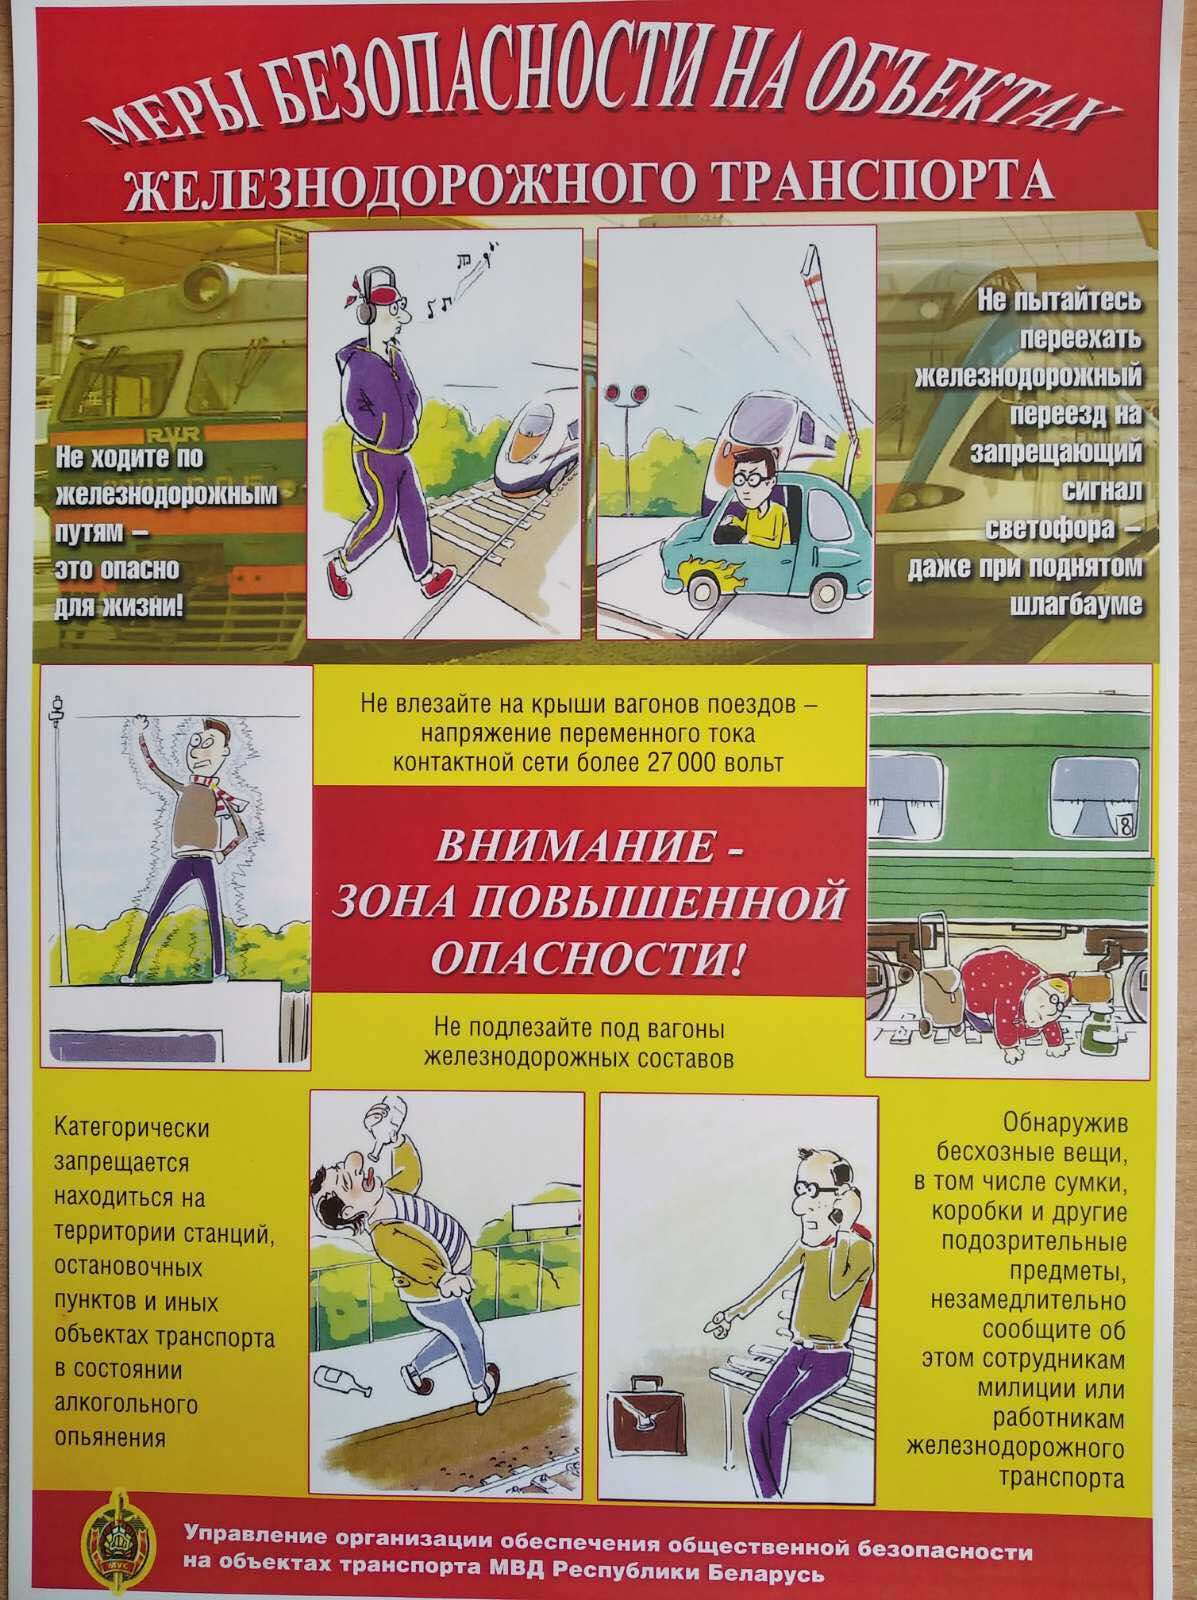 МЕРЫ БЕЗОПАСНОСТИ НА ОБЪЕКТАХ
ЖЕЛЕЗНОДОРОЖНОГО ТРАНСПОРТА
RVR
Не ходите по
железнодорожным
путям –
это опасно
для жизни!
Не пытайтесь
переехать
железнодорожный
переезд на
запрещающий
сигнал
светофора –
даже при поднятом
шлагбауме
Не влезайте на крыши вагонов поездов –
напряжение переменного тока
контактной сети более 27 000 вольт
8
ВНИМАНИЕ -
ЗОНА ПОВЫШЕННОЙ
ОПАСНОСТИ!
Не подлезайте под вагоны
железнодорожных составов
Категорически
запрещается
находиться на
территории станций,
остановочных
пунктов и иных
объектах транспорта
в состоянии
алкогольного
опьянения
Обнаружив
бесхозные вещи,
в том числе сумки,
коробки и другие
подозрительные
предметы,
незамедлительно
сообщите об
этом сотрудникам
милиции или
работникам
железнодорожного
транспорта
МУС
Управление организации обеспечения общественной безопасности
на объектах транспорта МВД Республики Беларусь